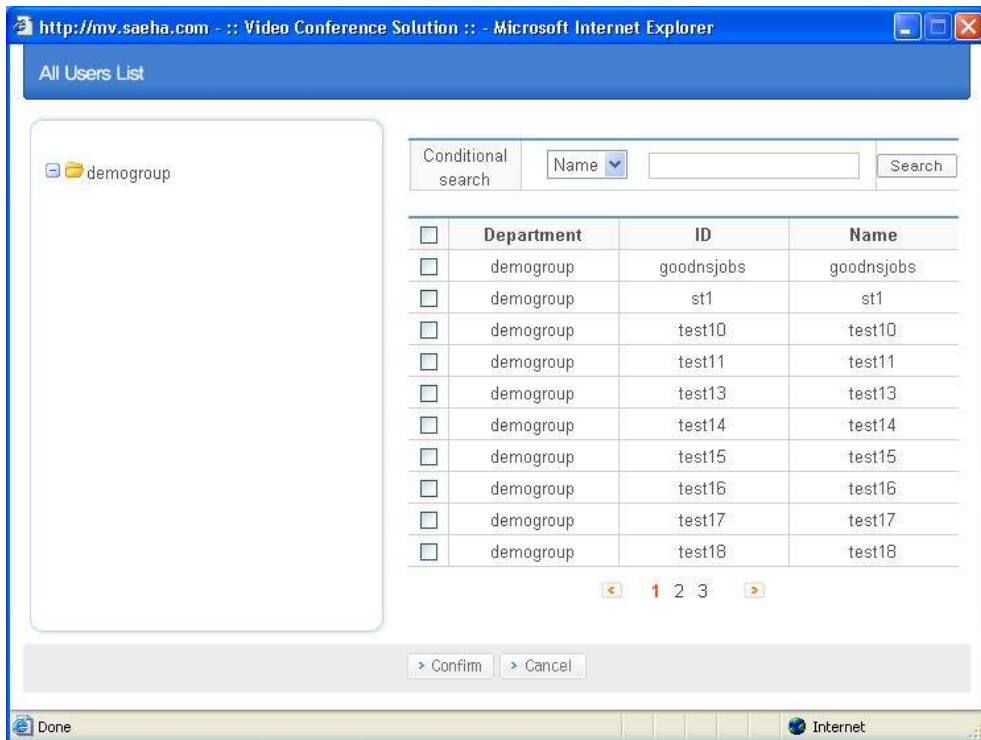 http://mv.saeha.com - :: Video Conference Solution :: - Microsoft Internet Explorer
All Users List
demogroup
Conditional search Name Search
Department ID Name
demogroup goodnsjobs goodnsjobs
demogroup st1 st1
demogroup test10 test10
demogroup test11 test11
demogroup test13 test13
demogroup test14 test14
demogroup test15 test15
demogroup test16 test16
demogroup test17 test17
demogroup test18 test18
1 2 3
Confirm Cancel
Done Internet